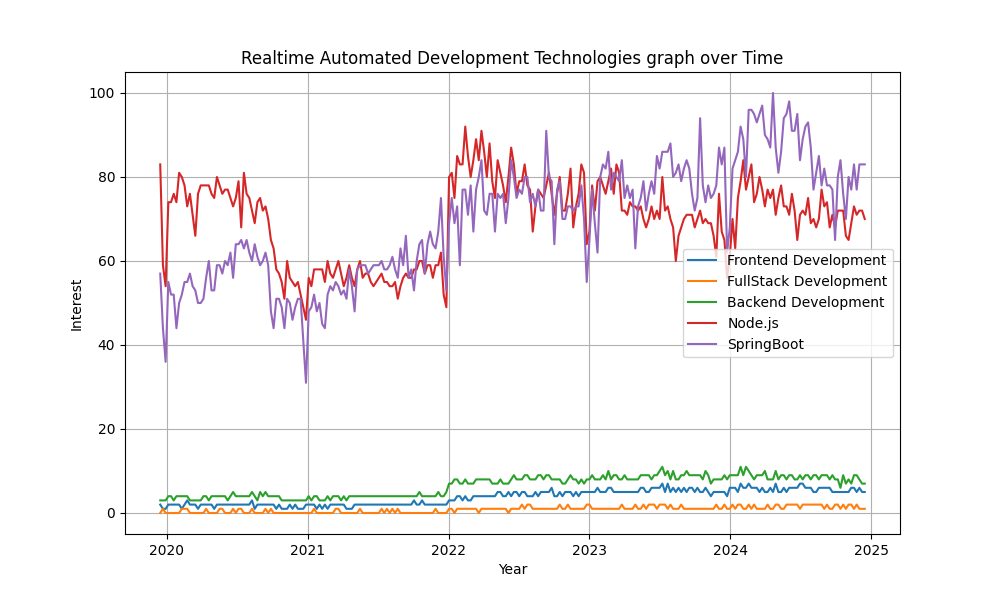 Realtime Automated Development Technologies graph over Time
Interest
100
80
60
40
20
0
Frontend Development
FullStack Development
Backend Development
Node.js
SpringBoot
2020 2021 2022 2023 2024 2025
Year